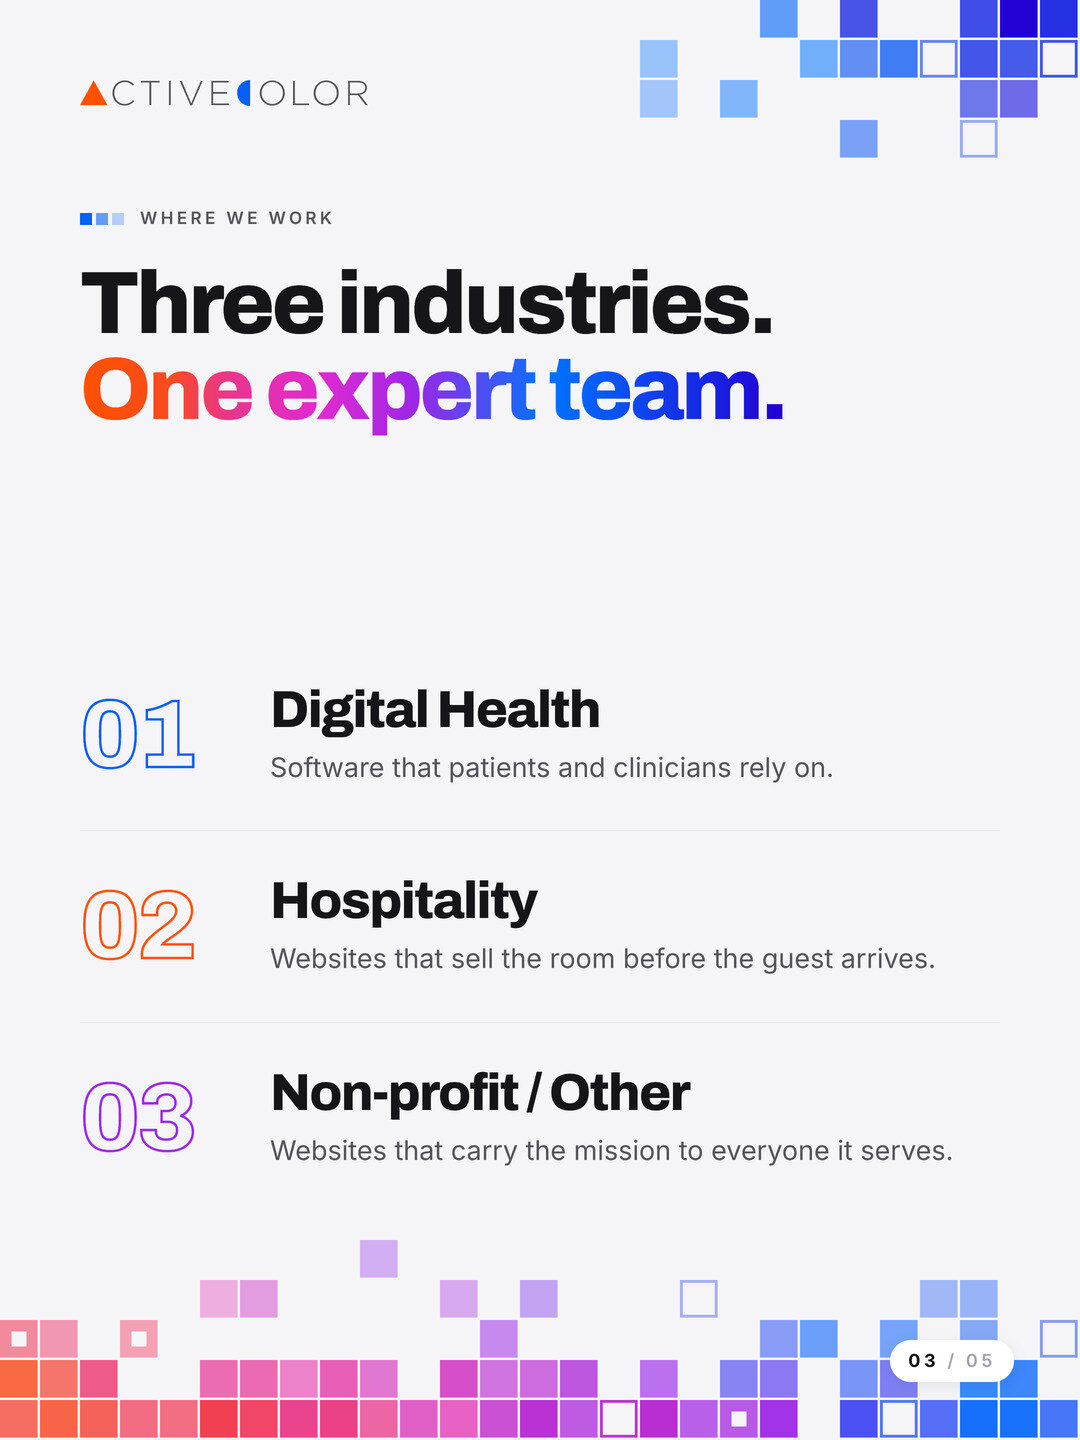 ACTIVECOLOR
WHERE WE WORK
Three industries.
One expert team.
01
Digital Health
Software that patients and clinicians rely on.
02
Hospitality
Websites that sell the room before the guest arrives.
03
Non-profit / Other
Websites that carry the mission to everyone it serves.
03 / 05